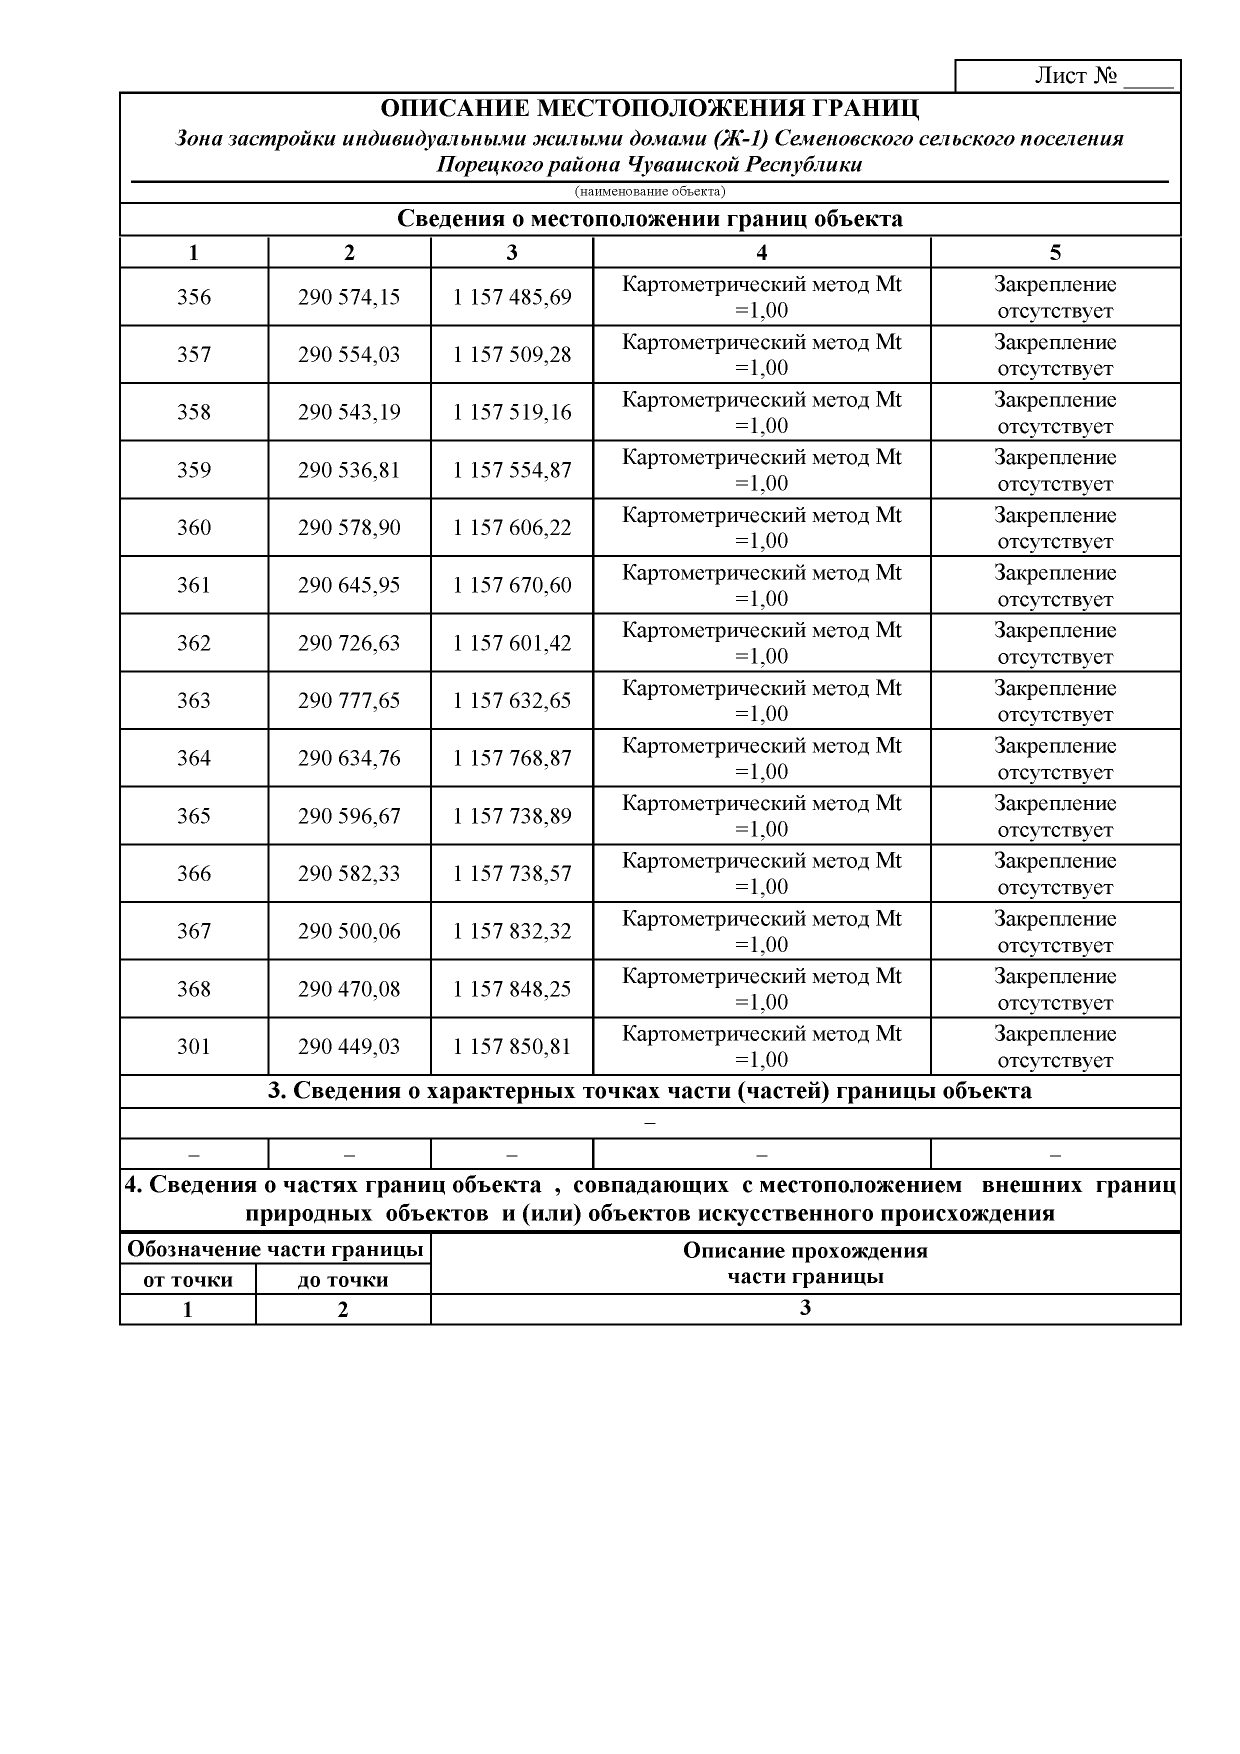 Лист № ____
ОПИСАНИЕ МЕСТОПОЛОЖЕНИЯ ГРАНИЦ
Зона застройки индивидуальными жилыми домами (Ж-1) Семеновского сельского поселения
Порецкого района Чувашской Республики
(наименование объекта)
Сведения о местоположении границ объекта
1 2 3 4 5
356 290 574,15 1 157 485,69 Картометрический метод Mt =1,00 Закрепление отсутствует
357 290 554,03 1 157 509,28 Картометрический метод Mt =1,00 Закрепление отсутствует
358 290 543,19 1 157 519,16 Картометрический метод Mt =1,00 Закрепление отсутствует
359 290 536,81 1 157 554,87 Картометрический метод Mt =1,00 Закрепление отсутствует
360 290 578,90 1 157 606,22 Картометрический метод Mt =1,00 Закрепление отсутствует
361 290 645,95 1 157 670,60 Картометрический метод Mt =1,00 Закрепление отсутствует
362 290 726,63 1 157 601,42 Картометрический метод Mt =1,00 Закрепление отсутствует
363 290 777,65 1 157 632,65 Картометрический метод Mt =1,00 Закрепление отсутствует
364 290 634,76 1 157 768,87 Картометрический метод Mt =1,00 Закрепление отсутствует
365 290 596,67 1 157 738,89 Картометрический метод Mt =1,00 Закрепление отсутствует
366 290 582,33 1 157 738,57 Картометрический метод Mt =1,00 Закрепление отсутствует
367 290 500,06 1 157 832,32 Картометрический метод Mt =1,00 Закрепление отсутствует
368 290 470,08 1 157 848,25 Картометрический метод Mt =1,00 Закрепление отсутствует
301 290 449,03 1 157 850,81 Картометрический метод Mt =1,00 Закрепление отсутствует
3. Сведения о характерных точках части (частей) границы объекта
–
– – – – –
4. Сведения о частях границ объекта , совпадающих с местоположением внешних границ
природных объектов и (или) объектов искусственного происхождения
Обозначение части границы
Описание прохождения
части границы
от точки до точки
1 2 3